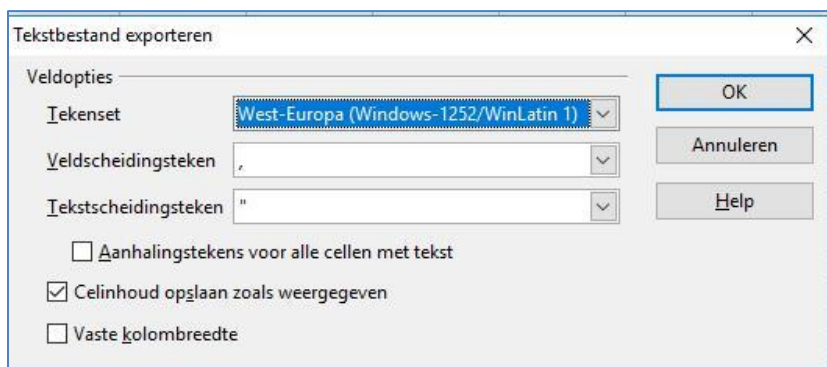 Tekstbestand exporteren
Veldopties
Tekenset West-Europa (Windows-1252/WinLatin 1)
Veldscheidingsteken ,
Tekstscheidingsteken "
Aanhalingstekens voor alle cellen met tekst
Celinhoud opslaan zoals weergegeven
Vaste kolombreedte
OK
Annuleren
Help